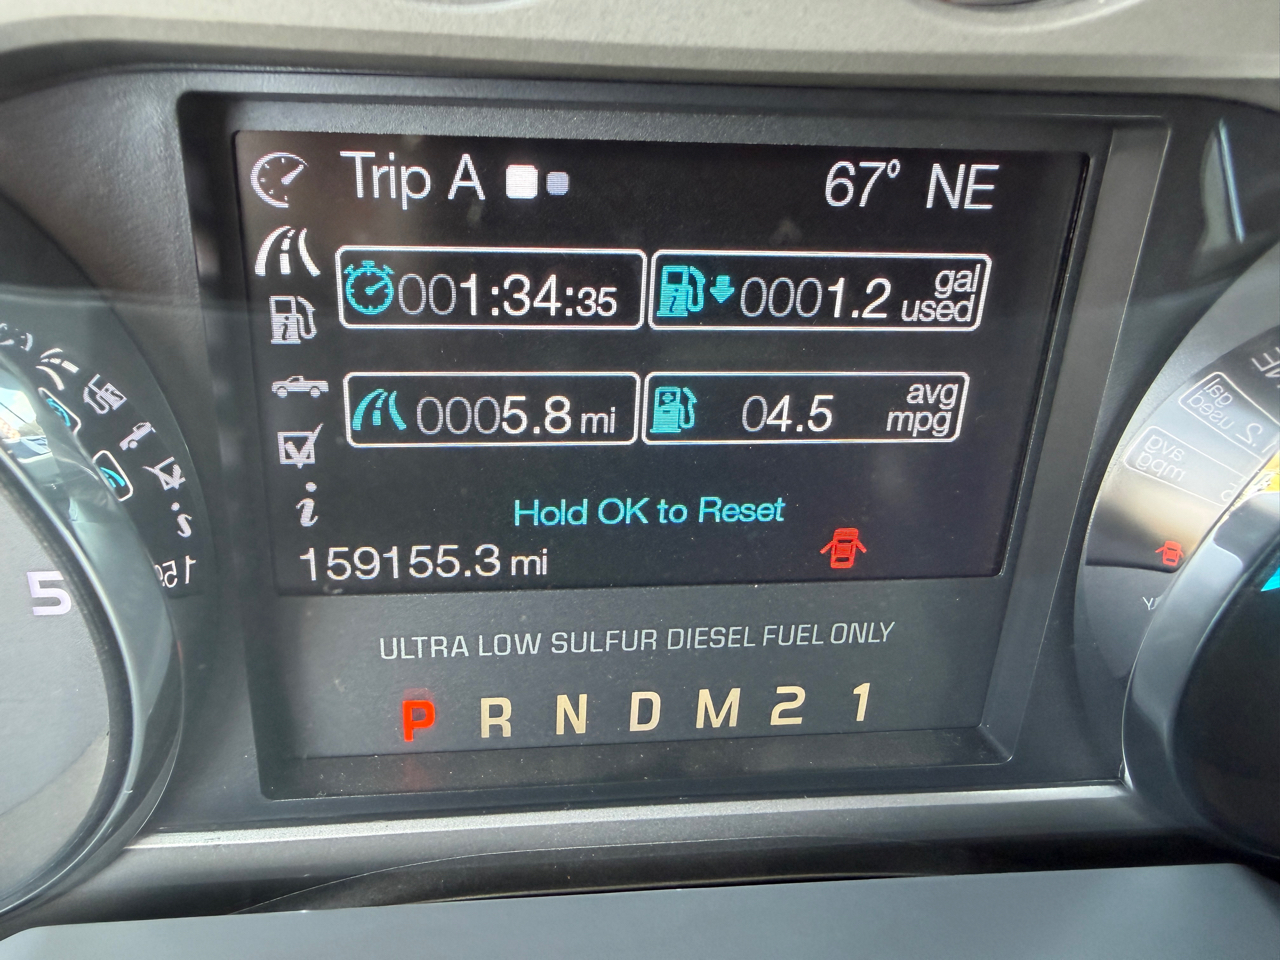 Trip A
67° NE
001:34:35
0001.2 gal used
0005.8 mi
04.5 avg mpg
Hold OK to Reset
159155.3 mi
ULTRA LOW SULFUR DIESEL FUEL ONLY
P R N D M 2 1
5